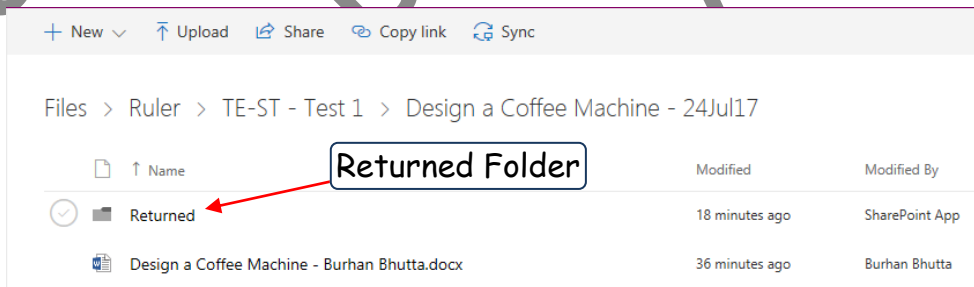 New Upload Share Copy link Sync
Files > Ruler > TE-ST - Test 1 > Design a Coffee Machine - 24Jul17
↑ Name Returned Folder Modified Modified By
Returned 18 minutes ago SharePoint App
Design a Coffee Machine - Burhan Bhutta.docx 36 minutes ago Burhan Bhutta